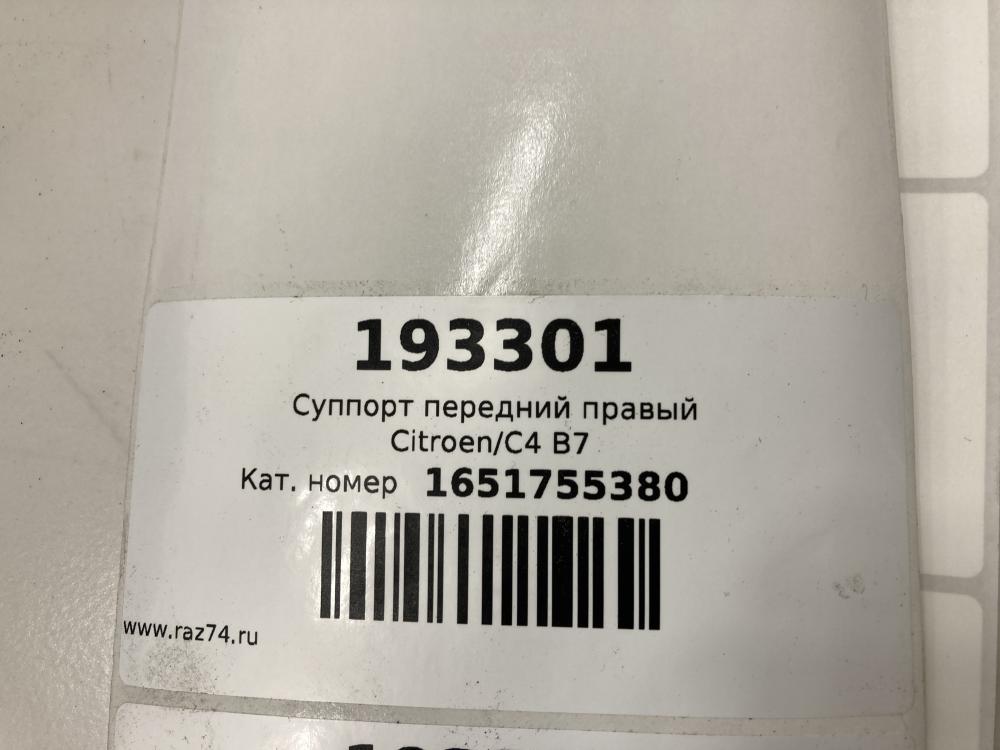 193301
Суппорт передний правый
Citroen/C4 B7
Кат. номер 1651755380
www.raz74.ru